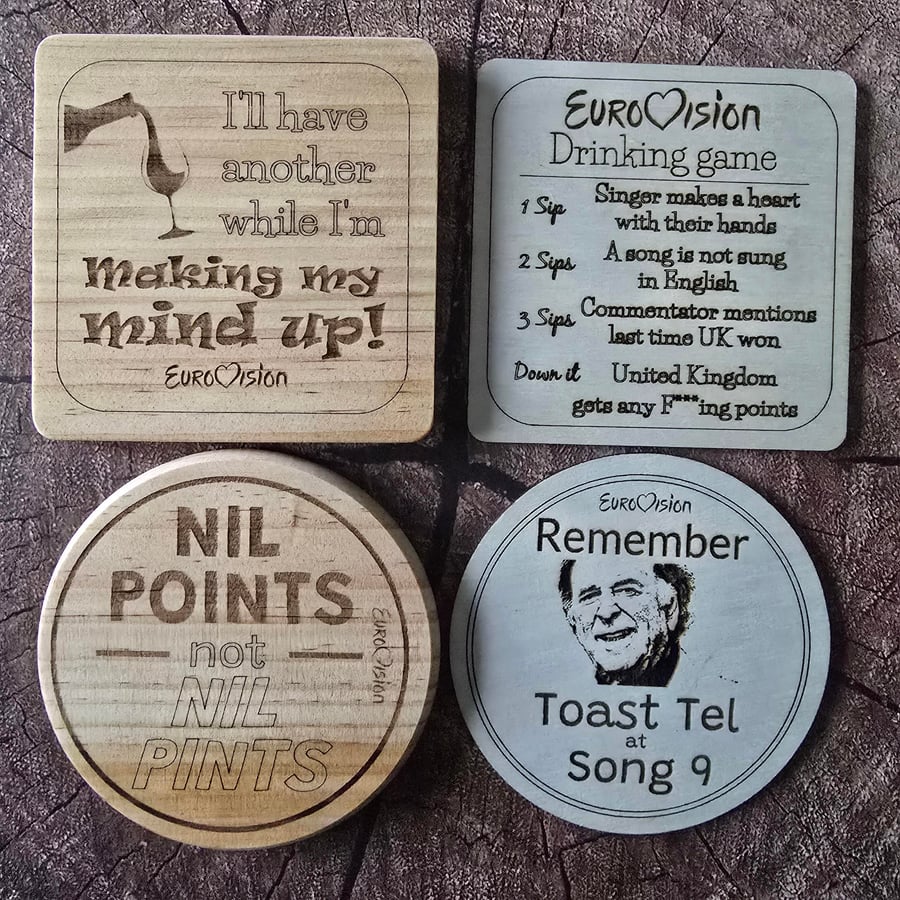 I'll have
another
while I'm
making my
mind up!
EUROVISION
EUROVISION
Drinking game
1 Sip Singer makes a heart
with their hands
2 Sips A song is not sung
in English
3 Sips Commentator mentions
last time UK won
Down it United Kingdom
gets any F***ing points
NIL
POINTS
not
NIL
PINTS
EUROVISION
EUROVISION
Remember
Toast Tel
at
Song 9